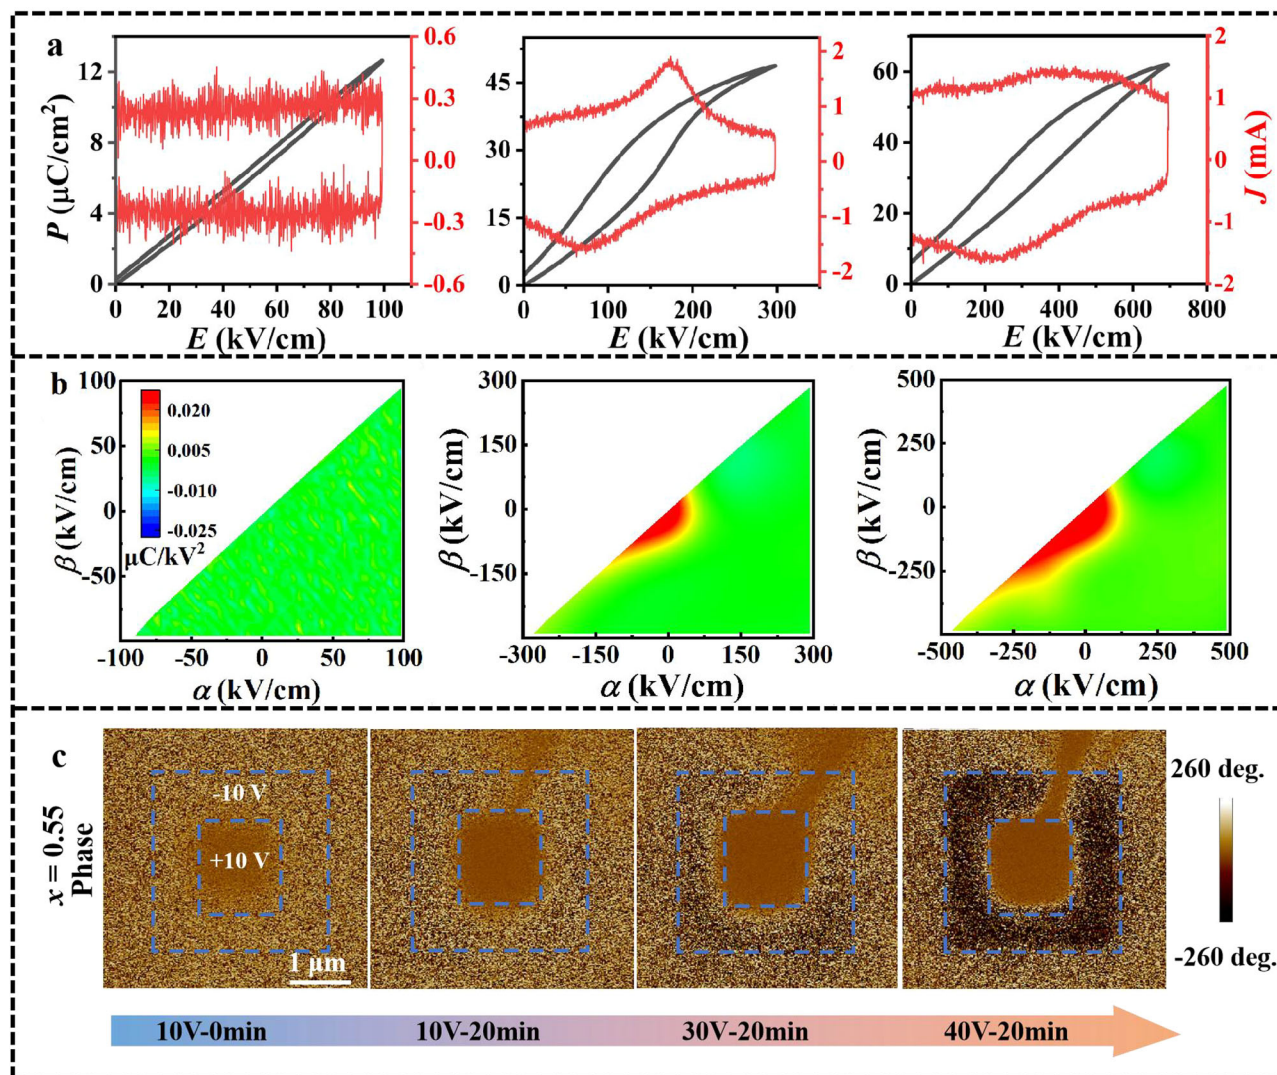 a
P (μC/cm²)
12
8
4
0
0 20 40 60 80 100
E (kV/cm)
0.6
0.3
0.0
-0.3
-0.6
45
30
15
0
0 100 200 300
E (kV/cm)
2
1
0
-1
-2
60
40
20
0
0 200 400 600 800
E (kV/cm)
2
1
0
-1
-2
J (mA)
b
β (kV/cm)
100
50
0
-50
0.020
0.005
-0.010
-0.025
μC/kV²
-100 -50 0 50 100
α (kV/cm)
β (kV/cm)
300
150
0
-150
-300 -150 0 150 300
α (kV/cm)
β (kV/cm)
500
250
0
-250
-500 -250 0 250 500
α (kV/cm)
c
x = 0.55
Phase
-10 V
+10 V
1 μm
260 deg.
-260 deg.
10V-0min 10V-20min 30V-20min 40V-20min